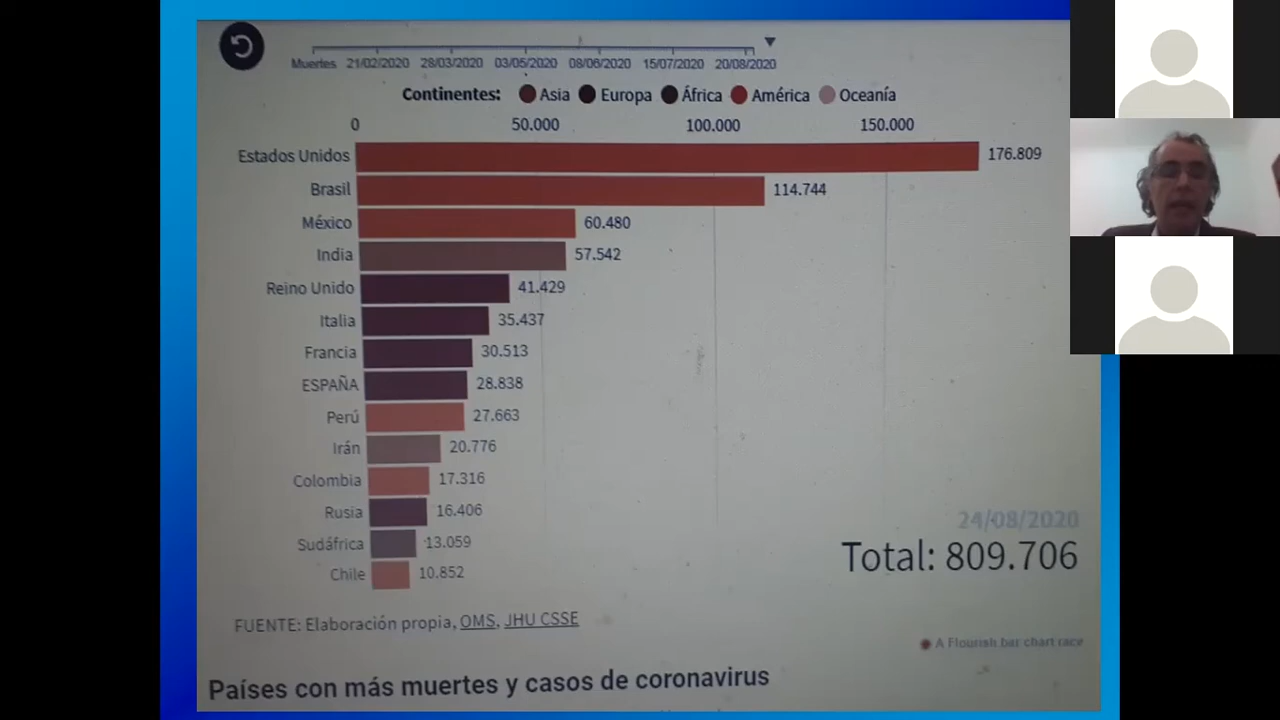 Muertes 21/02/2020 28/03/2020 03/05/2020 08/06/2020 15/07/2020 20/08/2020
Continentes: Asia Europa África América Oceanía
0 50.000 100.000 150.000
Estados Unidos 176.809
Brasil 114.744
México 60.480
India 57.542
Reino Unido 41.429
Italia 35.437
Francia 30.513
ESPAÑA 28.838
Perú 27.663
Irán 20.776
Colombia 17.316
Rusia 16.406
Sudáfrica 13.059
Chile 10.852
24/08/2020
Total: 809.706
FUENTE: Elaboración propia, OMS, JHU CSSE
A Flourish bar chart race
Países con más muertes y casos de coronavirus